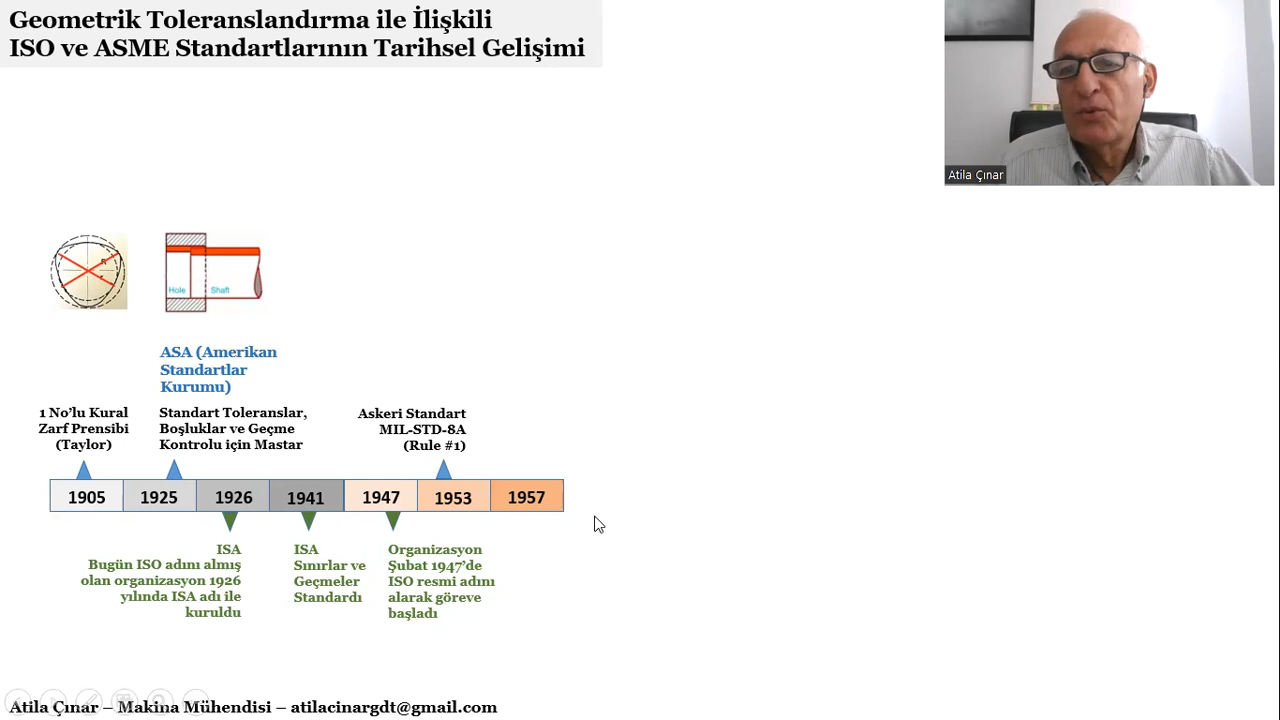 Geometrik Toleranslandırma ile İlişkili
ISO ve ASME Standartlarının Tarihsel Gelişimi
Atila Çınar
Hole
Shaft
ASA (Amerikan
Standartlar
Kurumu)
1 No'lu Kural
Zarf Prensibi
(Taylor)
Standart Toleranslar,
Boşluklar ve Geçme
Kontrolu için Mastar
Askeri Standart
MIL-STD-8A
(Rule #1)
1905
1925
1926
1941
1947
1953
1957
ISA
Bugün ISO adını almış
olan organizasyon 1926
yılında ISA adı ile
kuruldu
ISA
Sınırlar ve
Geçmeler
Standardı
Organizasyon
Şubat 1947'de
ISO resmi adını
alarak göreve
başladı
Atila Çınar – Makina Mühendisi – atilacinargdt@gmail.com